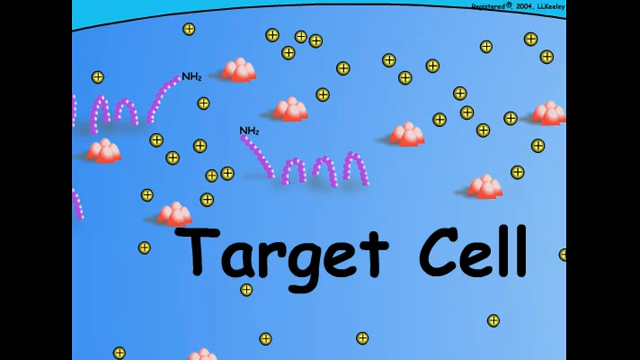 Registered®, 2004, LLKeeley
NH₂
NH₂
Target Cell